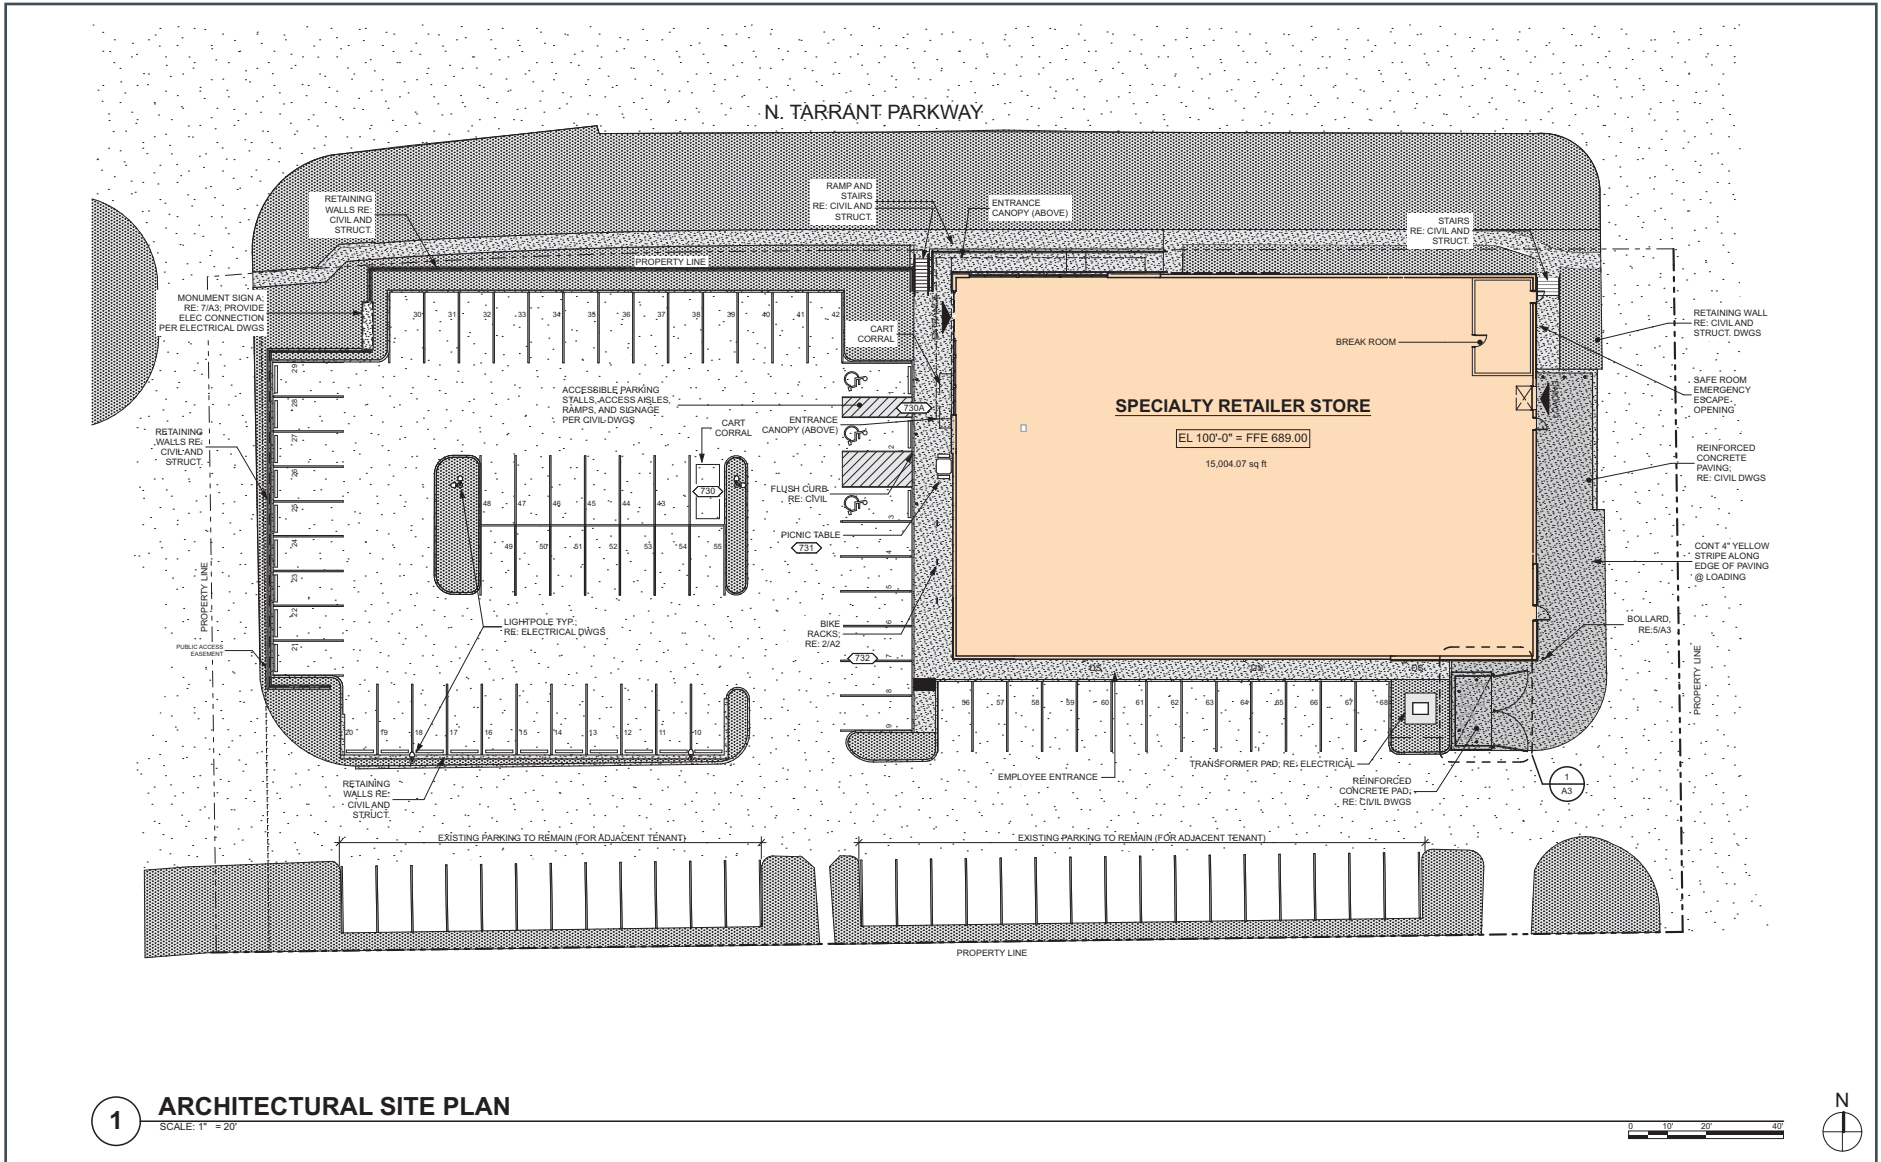 N. TARRANT PARKWAY
RETAINING
WALLS RE:
CIVIL AND
STRUCT.
RAMP AND
STAIRS
RE: CIVIL AND
STRUCT.
ENTRANCE
CANOPY (ABOVE)
STAIRS
RE: CIVIL AND
STRUCT.
PROPERTY LINE
MONUMENT SIGN A;
RE: 7/A3; PROVIDE
ELEC CONNECTION
PER ELECTRICAL DWGS
30 31 32 33 34 35 36 37 38 39 40 41 42
CART
CORRAL
BREAK ROOM
RETAINING WALL
RE: CIVIL AND
STRUCT. DWGS
SAFE ROOM
EMERGENCY
ESCAPE
OPENING
ACCESSIBLE PARKING
STALLS, ACCESS AISLES,
RAMPS, AND SIGNAGE
PER CIVIL DWGS
730A
ENTRANCE
CANOPY (ABOVE)
CART
CORRAL
SPECIALTY RETAILER STORE
EL 100'-0" = FFE 689.00
15,004.07 sq ft
RETAINING
WALLS RE:
CIVIL AND
STRUCT.
REINFORCED
CONCRETE
PAVING;
RE: CIVIL DWGS
730
FLUSH CURB
RE: CIVIL
48 47 46 45 44 43
PICNIC TABLE
731
49 50 51 52 53 54 55
CONT 4" YELLOW
STRIPE ALONG
EDGE OF PAVING
@ LOADING
29
28
27
26
25
24
23
22
21
1
2
3
4
5
6
7
8
9
PROPERTY LINE
LIGHTPOLE TYP.;
RE: ELECTRICAL DWGS
BIKE
RACKS;
RE: 2/A2
732
BOLLARD,
RE:5/A3
PUBLIC ACCESS
EASEMENT
PROPERTY LINE
DS DS DS
56 57 58 59 60 61 62 63 64 65 66 67 68
20 19 18 17 16 15 14 13 12 11 10
TRANSFORMER PAD; RE: ELECTRICAL
EMPLOYEE ENTRANCE
REINFORCED
CONCRETE PAD;
RE: CIVIL DWGS
1
A3
RETAINING
WALLS RE:
CIVIL AND
STRUCT.
EXISTING PARKING TO REMAIN (FOR ADJACENT TENANT)
EXISTING PARKING TO REMAIN (FOR ADJACENT TENANT)
PROPERTY LINE
1
ARCHITECTURAL SITE PLAN
SCALE: 1" = 20'
0 10' 20' 40'
N